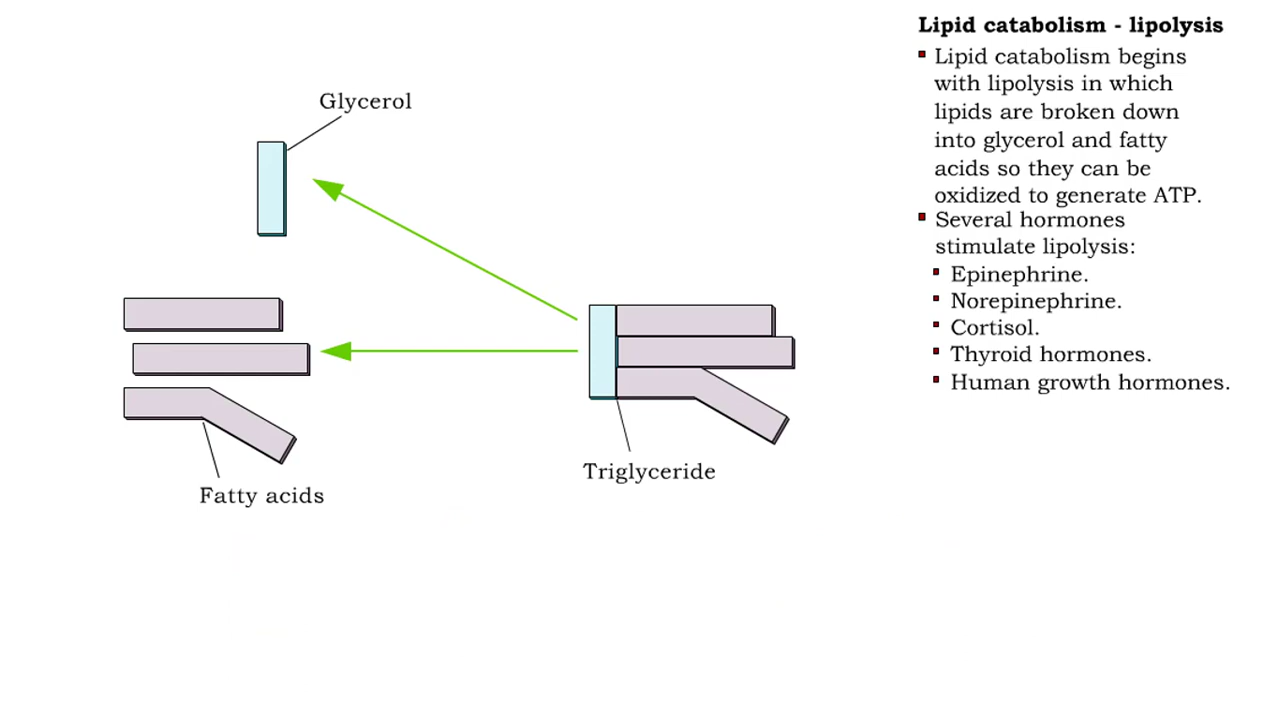 Lipid catabolism - lipolysis
Lipid catabolism begins
with lipolysis in which
lipids are broken down
into glycerol and fatty
acids so they can be
oxidized to generate ATP.
Several hormones
stimulate lipolysis:
Epinephrine.
Norepinephrine.
Cortisol.
Thyroid hormones.
Human growth hormones.
Glycerol
Triglyceride
Fatty acids